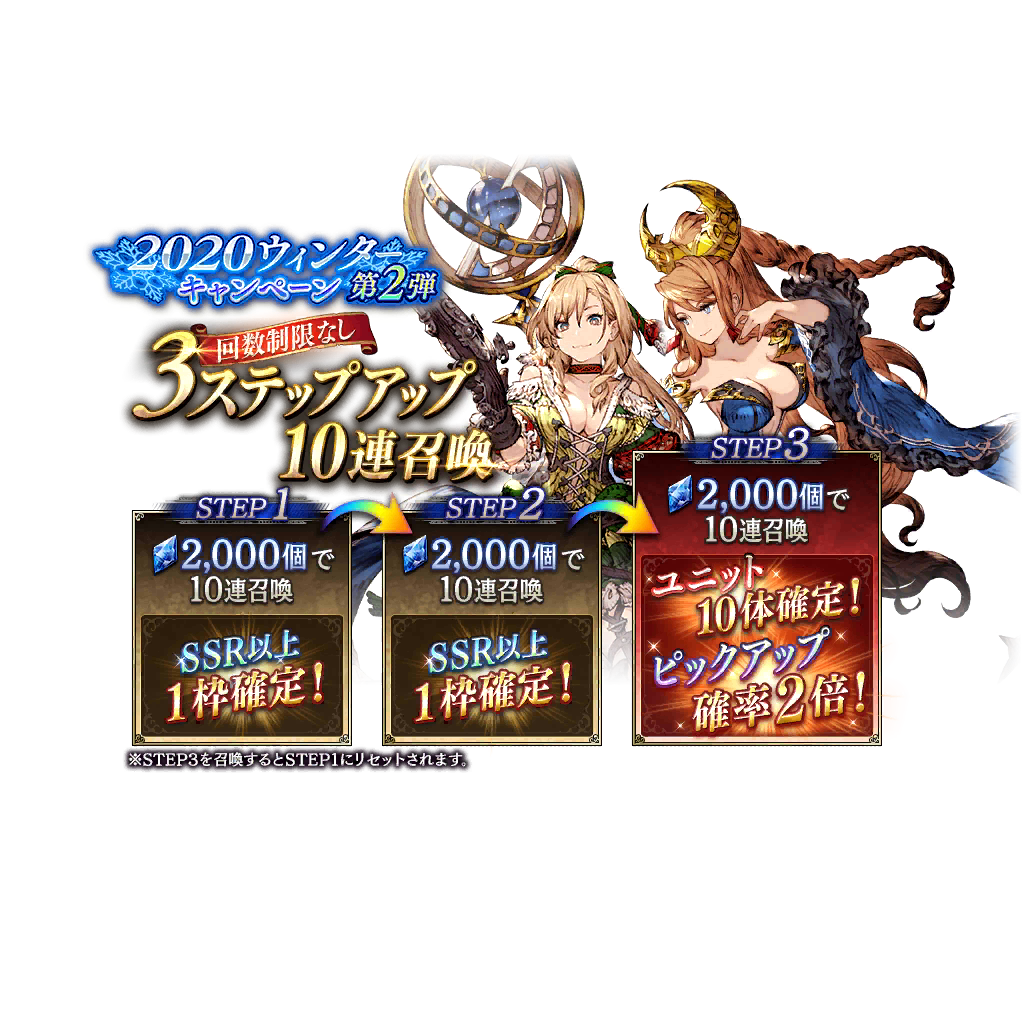 2020ウィンター
キャンペーン 第2弾
回数制限なし
3ステップアップ
10連召喚
STEP1
2,000個で
10連召喚
SSR以上
1枠確定!
STEP2
2,000個で
10連召喚
SSR以上
1枠確定!
STEP3
2,000個で
10連召喚
ユニット
10体確定!
ピックアップ
確率2倍!
※STEP3を召喚するとSTEP1にリセットされます。